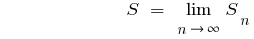 S = lim n→∞ S_n